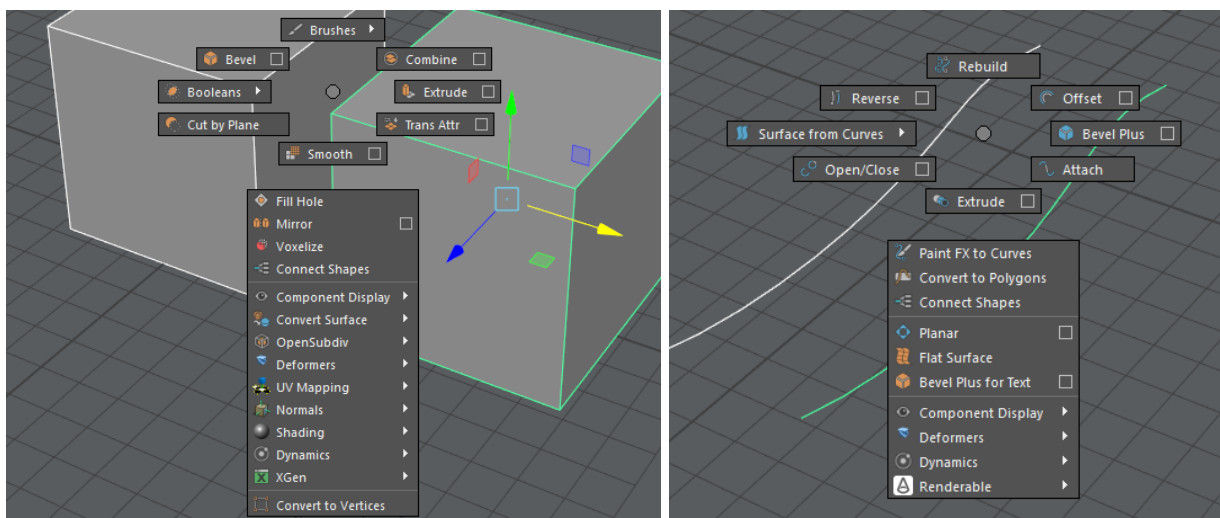 Brushes
Bevel
Combine
Booleans
Extrude
Cut by Plane
Trans Attr
Smooth
Fill Hole
Mirror
Voxelize
Connect Shapes
Component Display
Convert Surface
OpenSubdiv
Deformers
UV Mapping
Normals
Shading
Dynamics
XGen
Convert to Vertices
Rebuild
Reverse
Offset
Surface from Curves
Bevel Plus
Open/Close
Attach
Extrude
Paint FX to Curves
Convert to Polygons
Connect Shapes
Planar
Flat Surface
Bevel Plus for Text
Component Display
Deformers
Dynamics
Renderable